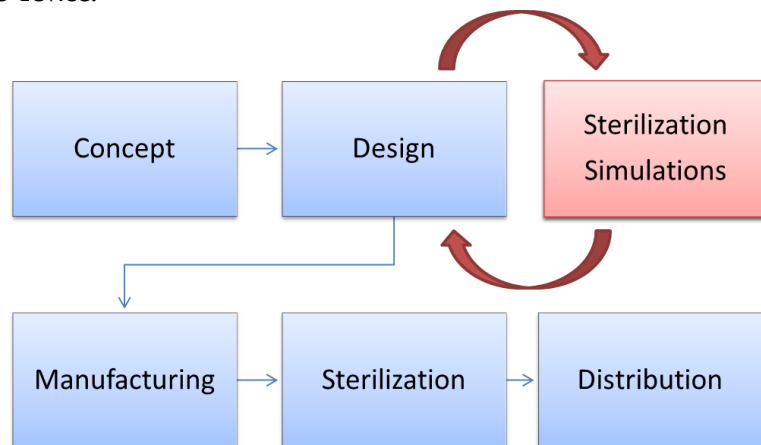 Concept
Design
Sterilization
Simulations
Manufacturing
Sterilization
Distribution